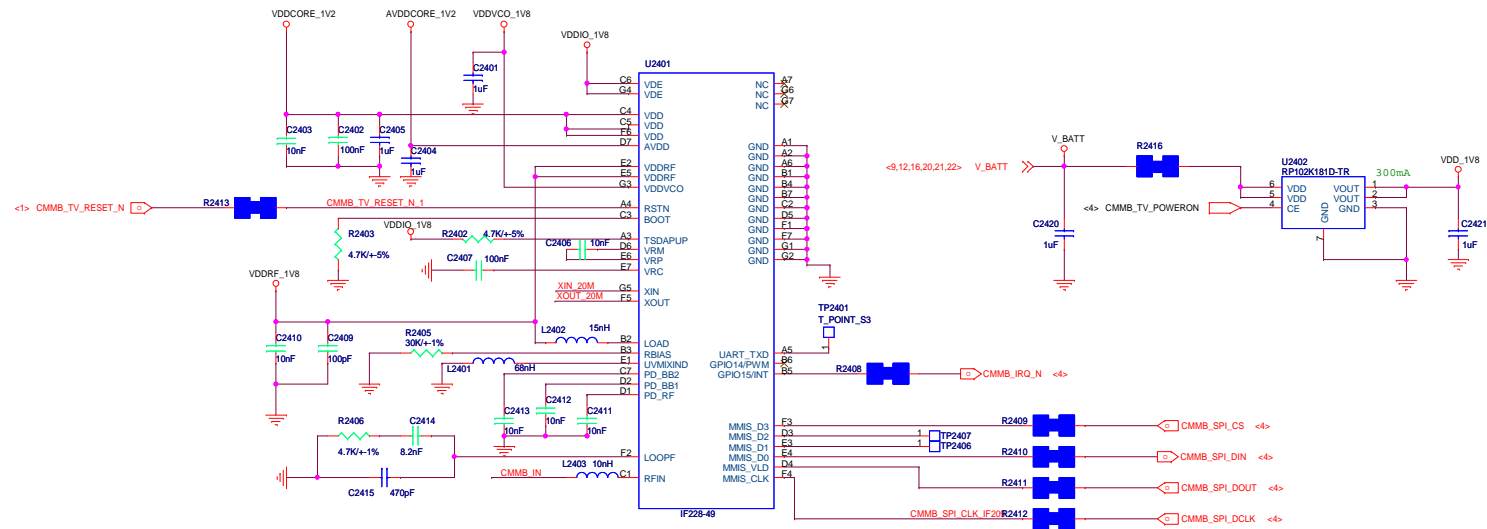 VDDCORE_1V2
AVDDCORE_1V2
VDDVCO_1V8
VDDIO_1V8
C2401
1uF
U2401
C6 VDE
G4 VDE
C4 VDD
C5 VDD
F6 VDD
D7 AVDD
E2 VDDRF
E5 VDDRF
G3 VDDVCO
A4 RSTN
C3 BOOT
A3 TSDAPUP
D6 VRM
E6 VRP
E7 VRC
G5 XIN
F5 XOUT
B2 LOAD
B3 RBIAS
E1 UVMIXIND
C7 PD_BB2
D2 PD_BB1
D1 PD_RF
F2 LOOPF
C1 RFIN
NC A7
NC G6
NC G7
GND A1
GND A2
GND A6
GND B1
GND B4
GND B7
GND C2
GND D5
GND F1
GND F7
GND G1
GND G2
UART_TXD A5
GPIO14/PWM B6
GPIO15/INT B5
MMIS_D3 F3
MMIS_D2 D3
MMIS_D1 E3
MMIS_D0 E4
MMIS_VLD D4
MMIS_CLK F4
IF228-49
C2403
10nF
C2402
100nF
C2405
1uF
C2404
1uF
<1> CMMB_TV_RESET_N
R2413
CMMB_TV_RESET_N_1
R2403
4.7K/+-5%
VDDIO_1V8
R2402
4.7K/+-5%
C2406
10nF
C2407
100nF
XIN_20M
XOUT_20M
VDDRF_1V8
C2410
10nF
C2409
100pF
R2405
30K/+-1%
L2402
15nH
L2401
68nH
C2413
10nF
C2412
10nF
C2411
10nF
R2406
4.7K/+-1%
C2414
8.2nF
C2415
470pF
CMMB_IN
L2403
10nH
TP2401
T_POINT_S3
1
R2408
CMMB_IRQ_N <4>
1 TP2407
1 TP2406
R2409
CMMB_SPI_CS <4>
R2410
CMMB_SPI_DIN <4>
R2411
CMMB_SPI_DOUT <4>
R2412
CMMB_SPI_DCLK <4>
<9,12,16,20,21,22> V_BATT
V_BATT
R2416
C2420
1uF
<4> CMMB_TV_POWERON
U2402
RP102K181D-TR
6 VDD VOUT 1
5 VDD VOUT 2
4 CE GND 3
GND
7
300mA
VDD_1V8
C2421
1uF